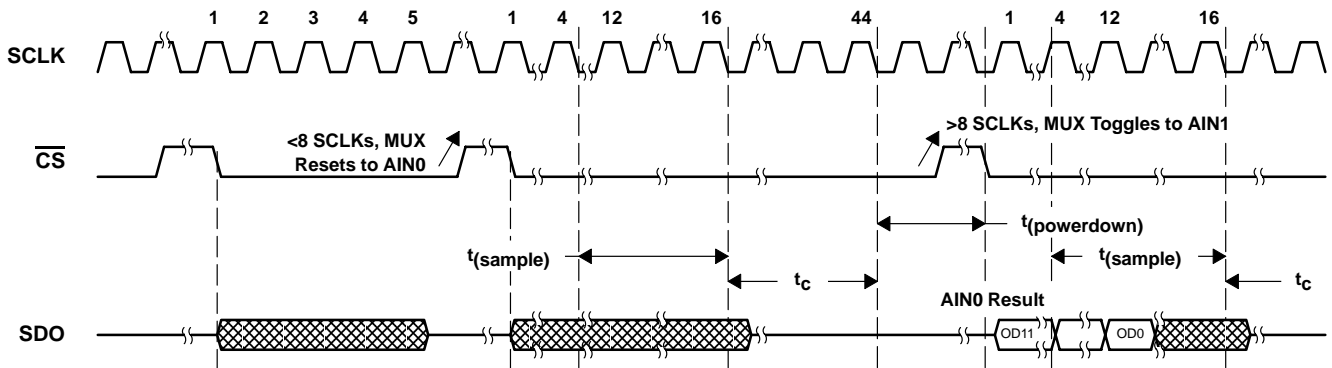 1 2 3 4 5 1 4 12 16 44 1 4 12 16
SCLK
>8 SCLKs, MUX Toggles to AIN1
<8 SCLKs, MUX
Resets to AIN0
CS
t(powerdown)
t(sample) t(sample)
tc tc
AIN0 Result
SDO OD11 OD0